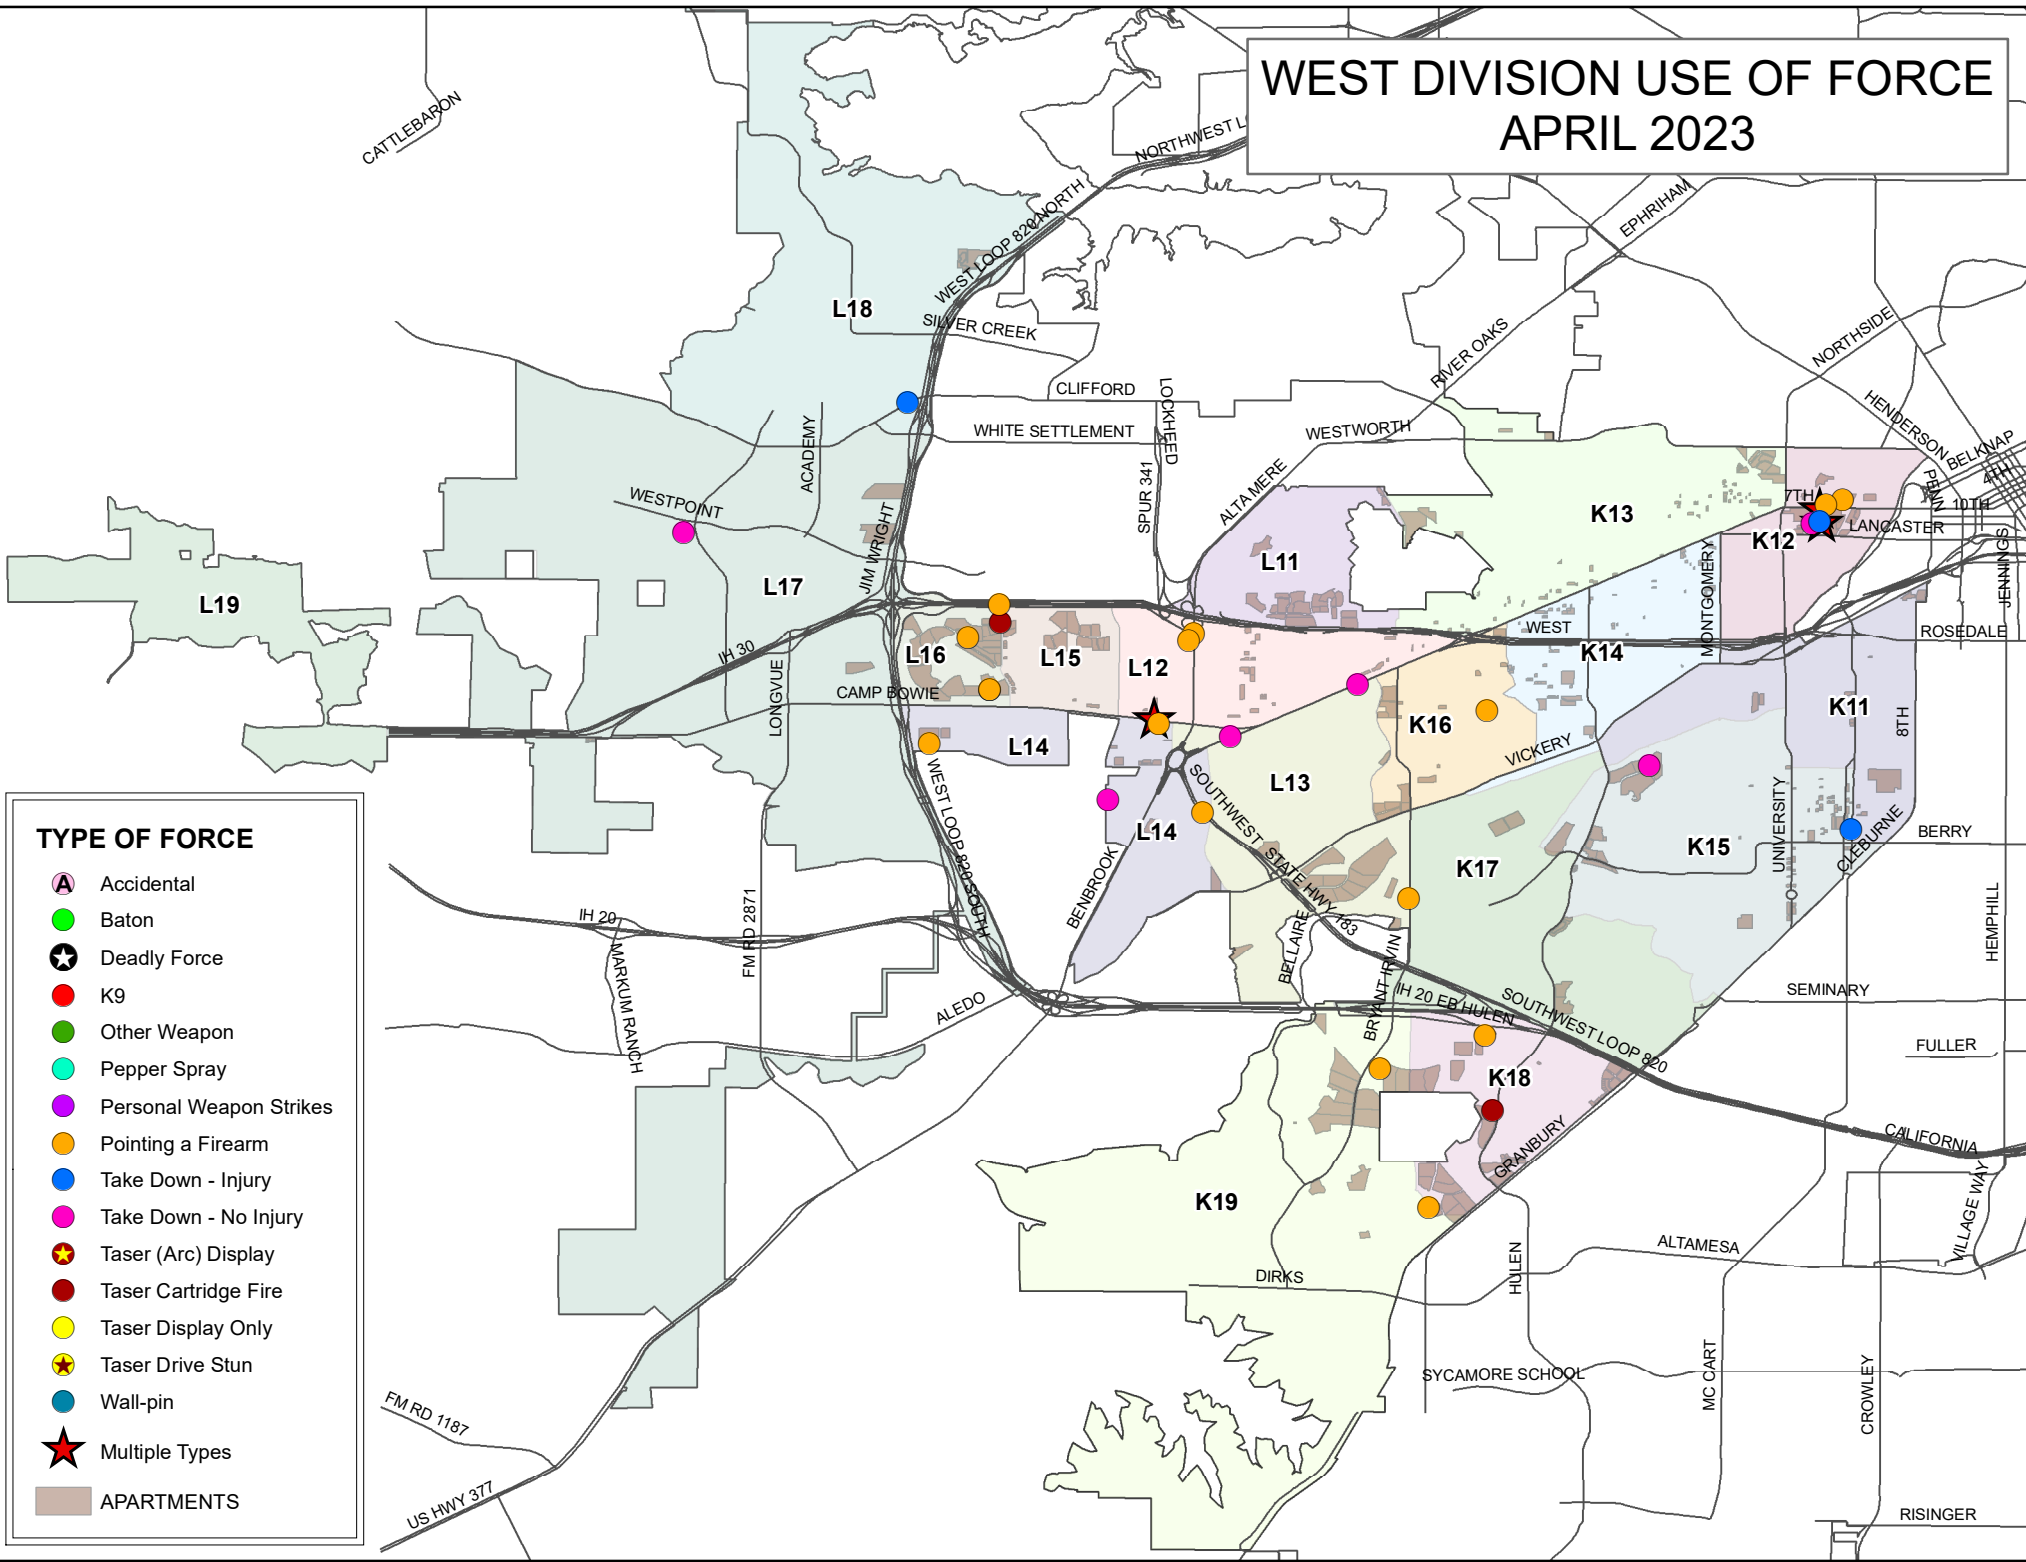 WEST DIVISION USE OF FORCE
APRIL 2023
CATTLEBARON
NORTHWEST L
EPHRIHAM
WEST LOOP 820 NORTH
L18
SILVER CREEK
NORTHSIDE
RIVER OAKS
CLIFFORD
LOCKHEED
WHITE SETTLEMENT
WESTWORTH
HENDERSON
BELKNAP
ACADEMY
4TH
PENN
SPUR 341
ALTA MERE
WESTPOINT
7TH
10TH
K13
LANCASTER
K12
JIM WRIGHT
L11
MONTGOMERY
JENNINGS
L17
L19
WEST
ROSEDALE
IH 30
L16
L15
L12
K14
CAMP BOWIE
LONGVUE
K16
K11
8TH
L14
VICKERY
L13
SOUTHWEST STATE HWY 183
WEST LOOP 820 SOUTH
L14
UNIVERSITY
CLEBURNE
BERRY
K15
K17
BENBROOK
IH 20
FM RD 2871
MARKUM RANCH
BELLAIRE
BRYANT IRVIN
HEMPHILL
ALEDO
IH 20 EB HULEN
SOUTHWEST LOOP 820
SEMINARY
FULLER
K18
GRANBURY
CALIFORNIA
VILLAGE WAY
K19
ALTAMESA
HULEN
DIRKS
SYCAMORE SCHOOL
MC CART
CROWLEY
FM RD 1187
US HWY 377
RISINGER
TYPE OF FORCE
A Accidental
Baton
Deadly Force
K9
Other Weapon
Pepper Spray
Personal Weapon Strikes
Pointing a Firearm
Take Down - Injury
Take Down - No Injury
Taser (Arc) Display
Taser Cartridge Fire
Taser Display Only
Taser Drive Stun
Wall-pin
Multiple Types
APARTMENTS